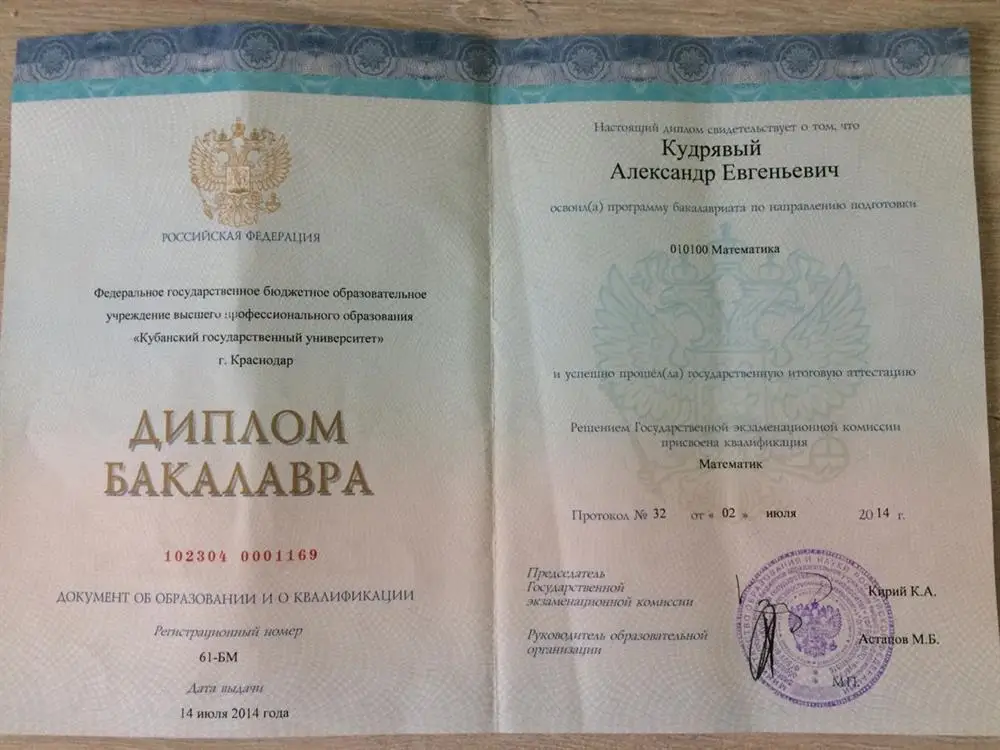 РОССИЙСКАЯ ФЕДЕРАЦИЯ
Федеральное государственное бюджетное образовательное
учреждение высшего профессионального образования
«Кубанский государственный университет»
г. Краснодар
ДИПЛОМ
БАКАЛАВРА
102304 0001169
ДОКУМЕНТ ОБ ОБРАЗОВАНИИ И О КВАЛИФИКАЦИИ
Регистрационный номер
61-БМ
Дата выдачи
14 июля 2014 года
Настоящий диплом свидетельствует о том, что
Кудрявый
Александр Евгеньевич
освоил(а) программу бакалавриата по направлению подготовки
010100 Математика
и успешно прошёл(ла) государственную итоговую аттестацию
Решением Государственной экзаменационной комиссии
присвоена квалификация
Математик
Протокол № 32 от « 02 » июля 2014 г.
Председатель
Государственной
экзаменационной комиссии
Кирий К.А.
Руководитель образовательной
организации
Астапов М.Б.
М.П.